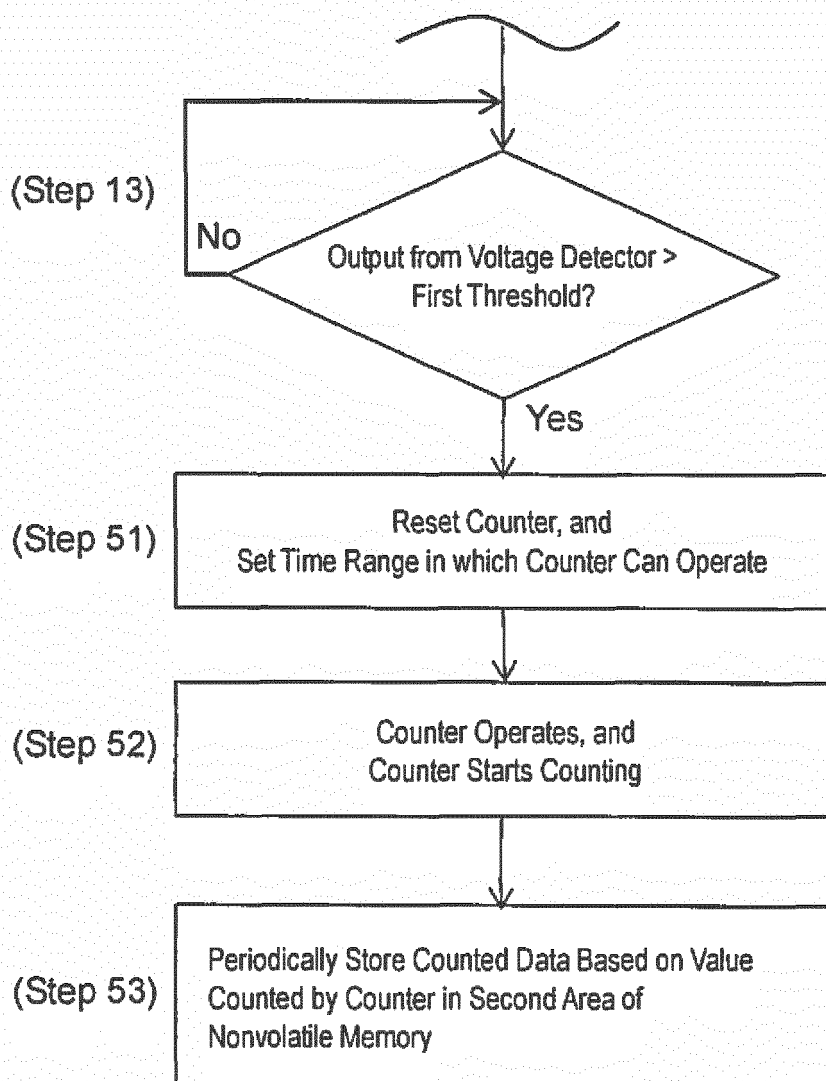 (Step 13)
No
Output from Voltage Detector >
First Threshold?
Yes
(Step 51)
Reset Counter, and
Set Time Range in which Counter Can Operate
(Step 52)
Counter Operates, and
Counter Starts Counting
(Step 53)
Periodically Store Counted Data Based on Value
Counted by Counter in Second Area of
Nonvolatile Memory